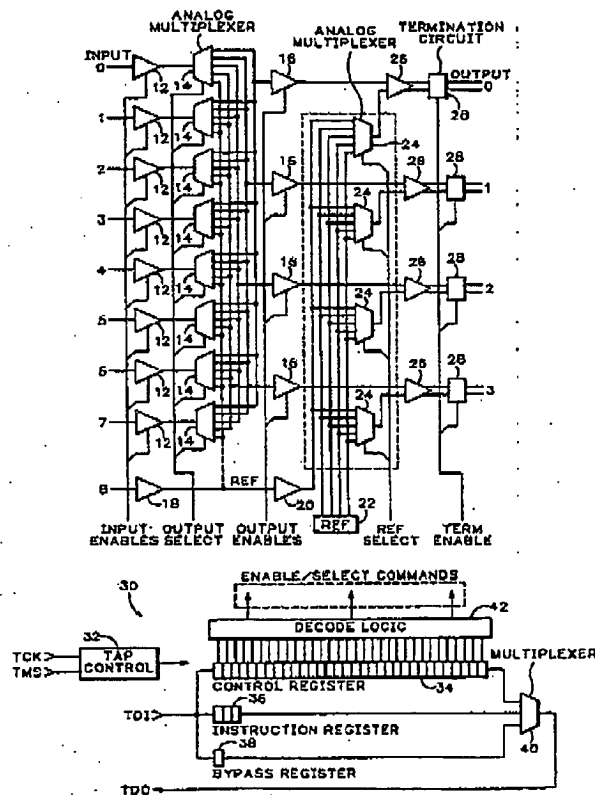 ANALOG
MULTIPLEXER
ANALOG
MULTIPLEXER
TERMINATION
CIRCUIT
INPUT
0
12
14
16
26
OUTPUT
0
28
1
12
14
24
2
12
14
16
24
26
28
1
3
12
14
4
12
14
16
24
26
28
2
5
12
14
6
12
14
16
24
26
28
3
7
12
14
8
18
REF
20
REF
22
INPUT
ENABLES
OUTPUT
SELECT
OUTPUT
ENABLES
REF
SELECT
TERM
ENABLE
ENABLE/SELECT COMMANDS
30
42
DECODE LOGIC
32
TCK
TMS
TAP
CONTROL
MULTIPLEXER
CONTROL REGISTER
34
36
TDI
INSTRUCTION REGISTER
40
38
BYPASS REGISTER
TDO